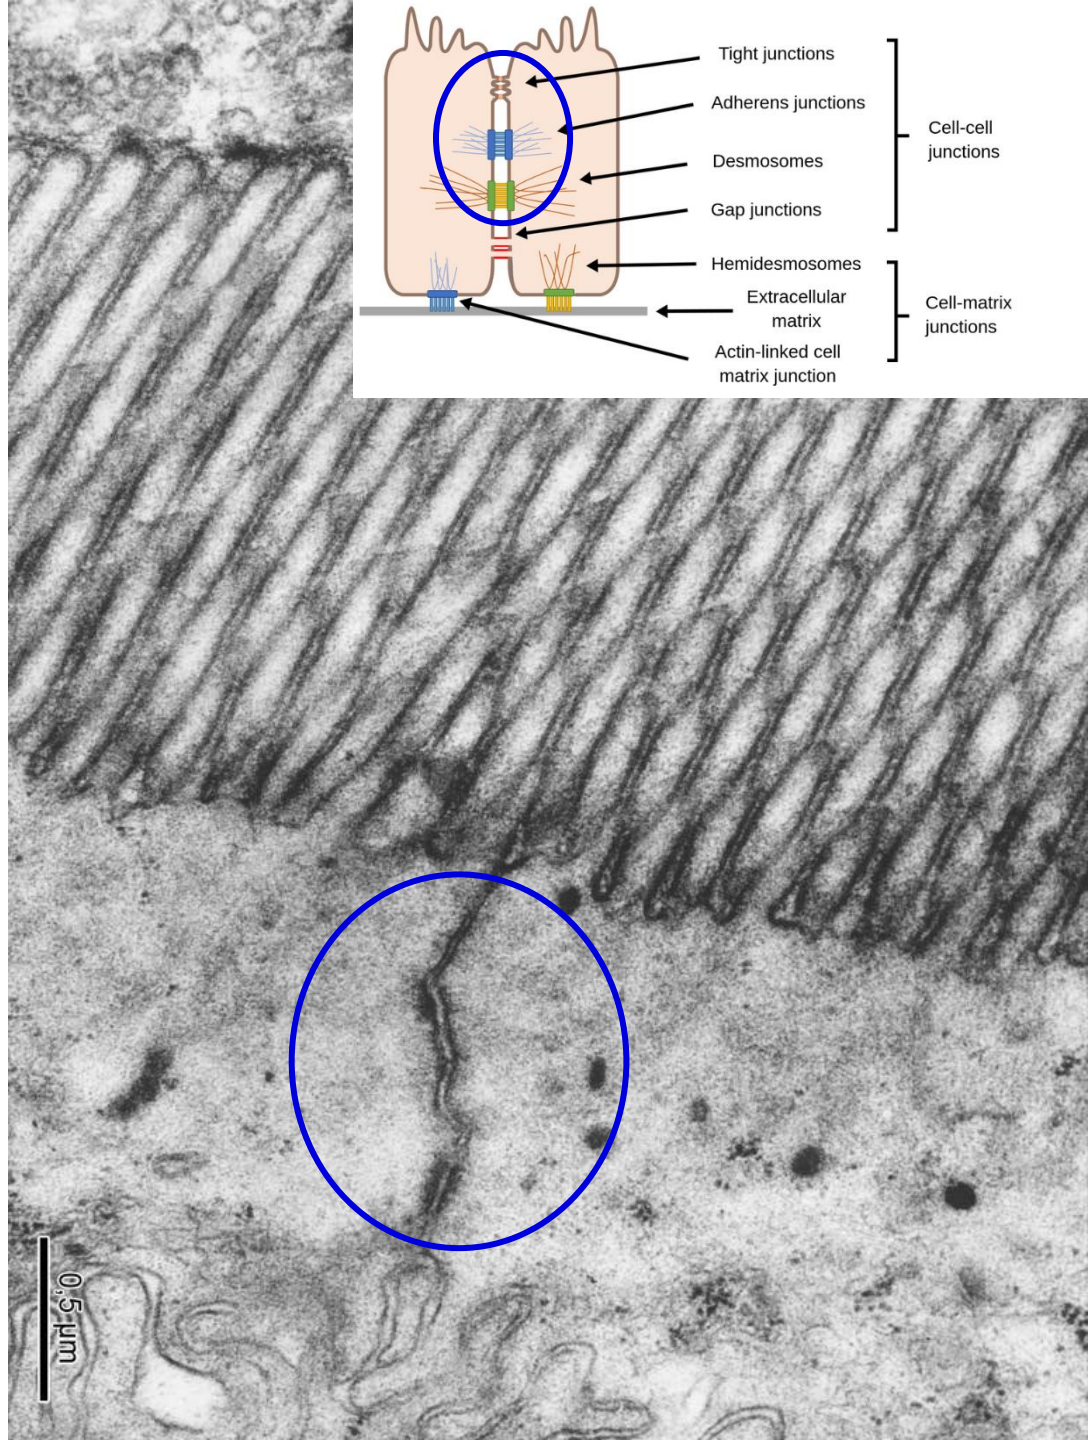 Tight junctions
Adherens junctions
Desmosomes
Gap junctions
Cell-cell
junctions
Hemidesmosomes
Extracellular
matrix
Actin-linked cell
matrix junction
Cell-matrix
junctions
0,5 µm